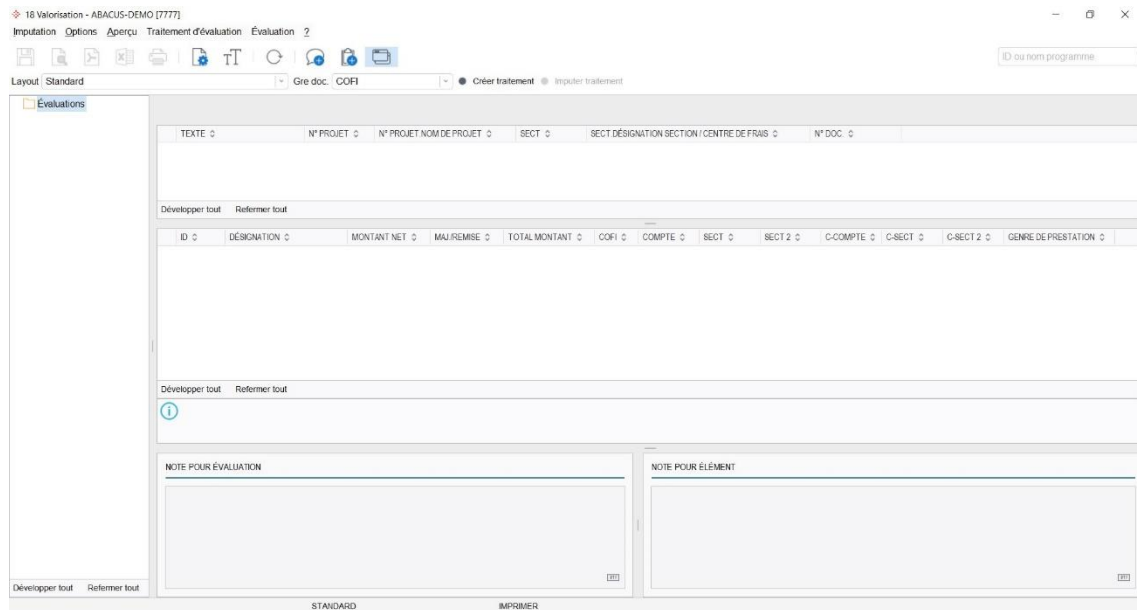 18 Valorisation - ABACUS-DEMO [7777]
Imputation Options Aperçu Traitement d'évaluation Évaluation ?
ID ou nom programme
Layout Standard Gre doc. COFI Créer traitement Imputer traitement
Évaluations
TEXTE N° PROJET N° PROJET.NOM DE PROJET SECT SECT DÉSIGNATION SECTION / CENTRE DE FRAIS N° DOC.
Développer tout Refermer tout
ID DÉSIGNATION MONTANT NET MAJ./REMISE TOTAL MONTANT COFI COMPTE SECT SECT 2 C-COMPTE C-SECT C-SECT 2 GENRE DE PRESTATION
Développer tout Refermer tout
NOTE POUR ÉVALUATION NOTE POUR ÉLÉMENT
Développer tout Refermer tout
STANDARD IMPRIMER